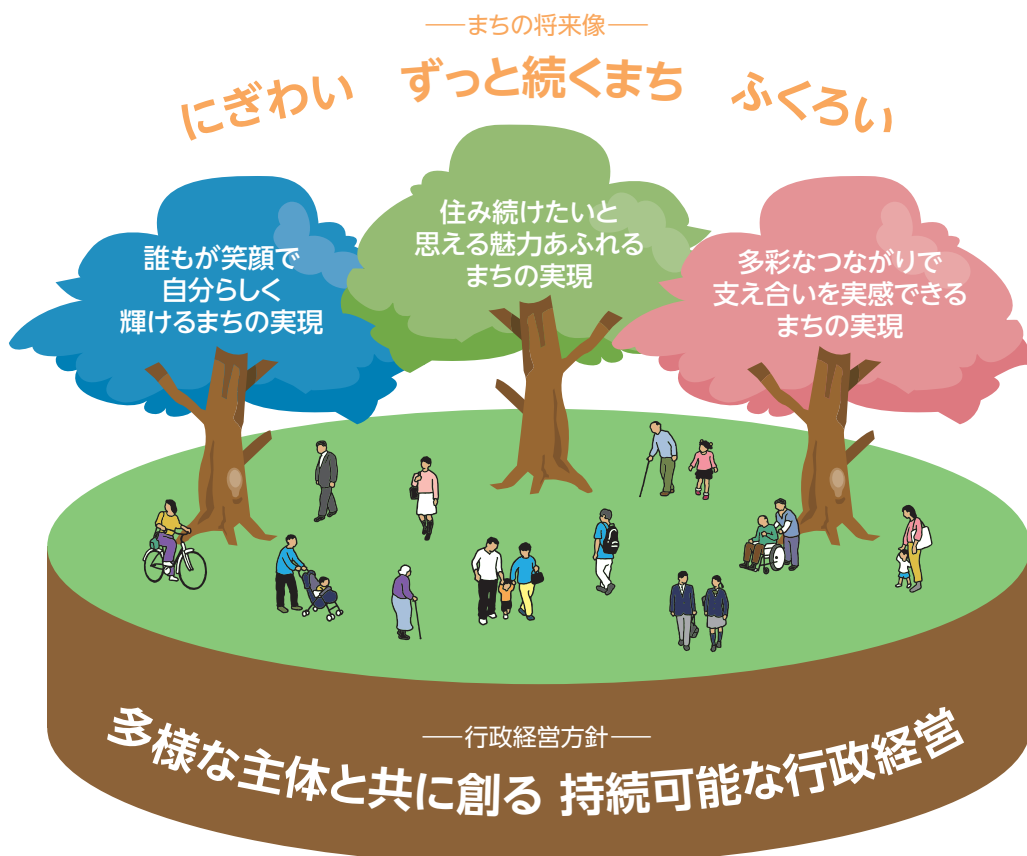 まちの将来像
にぎわい ずっと続くまち ふくろい
誰もが笑顔で
自分らしく
輝けるまちの実現
住み続けたいと
思える魅力あふれる
まちの実現
多彩なつながりで
支え合いを実感できる
まちの実現
行政経営方針
多様な主体と共に創る 持続可能な行政経営